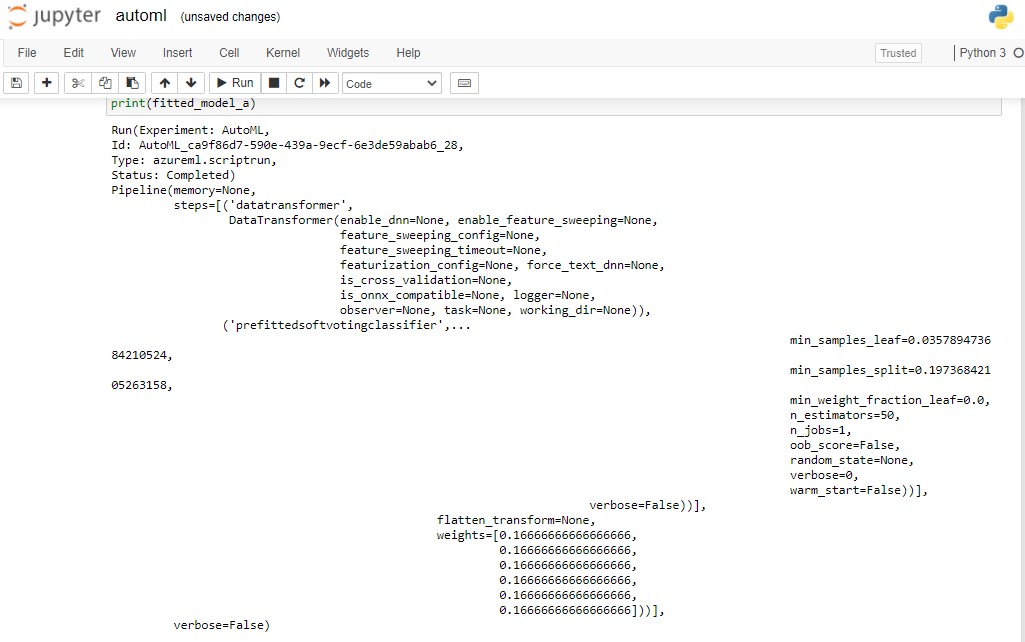 jupyter automl (unsaved changes)
File Edit View Insert Cell Kernel Widgets Help Trusted Python 3
Run Code
print(fitted_model_a)
Run(Experiment: AutoML,
Id: AutoML_ca9f86d7-590e-439a-9ecf-6e3de59abab6_28,
Type: azureml.scriptrun,
Status: Completed)
Pipeline(memory=None,
steps=[('datatransformer',
DataTransformer(enable_dnn=None, enable_feature_sweeping=None,
feature_sweeping_config=None,
feature_sweeping_timeout=None,
featurization_config=None, force_text_dnn=None,
is_cross_validation=None,
is_onnx_compatible=None, logger=None,
observer=None, task=None, working_dir=None)),
('prefittedsoftvotingclassifier',...
min_samples_leaf=0.0357894736
84210524,
min_samples_split=0.197368421
05263158,
min_weight_fraction_leaf=0.0,
n_estimators=50,
n_jobs=1,
oob_score=False,
random_state=None,
verbose=0,
warm_start=False))],
verbose=False))],
flatten_transform=None,
weights=[0.16666666666666666,
0.16666666666666666,
0.16666666666666666,
0.16666666666666666,
0.16666666666666666,
0.16666666666666666]))],
verbose=False)